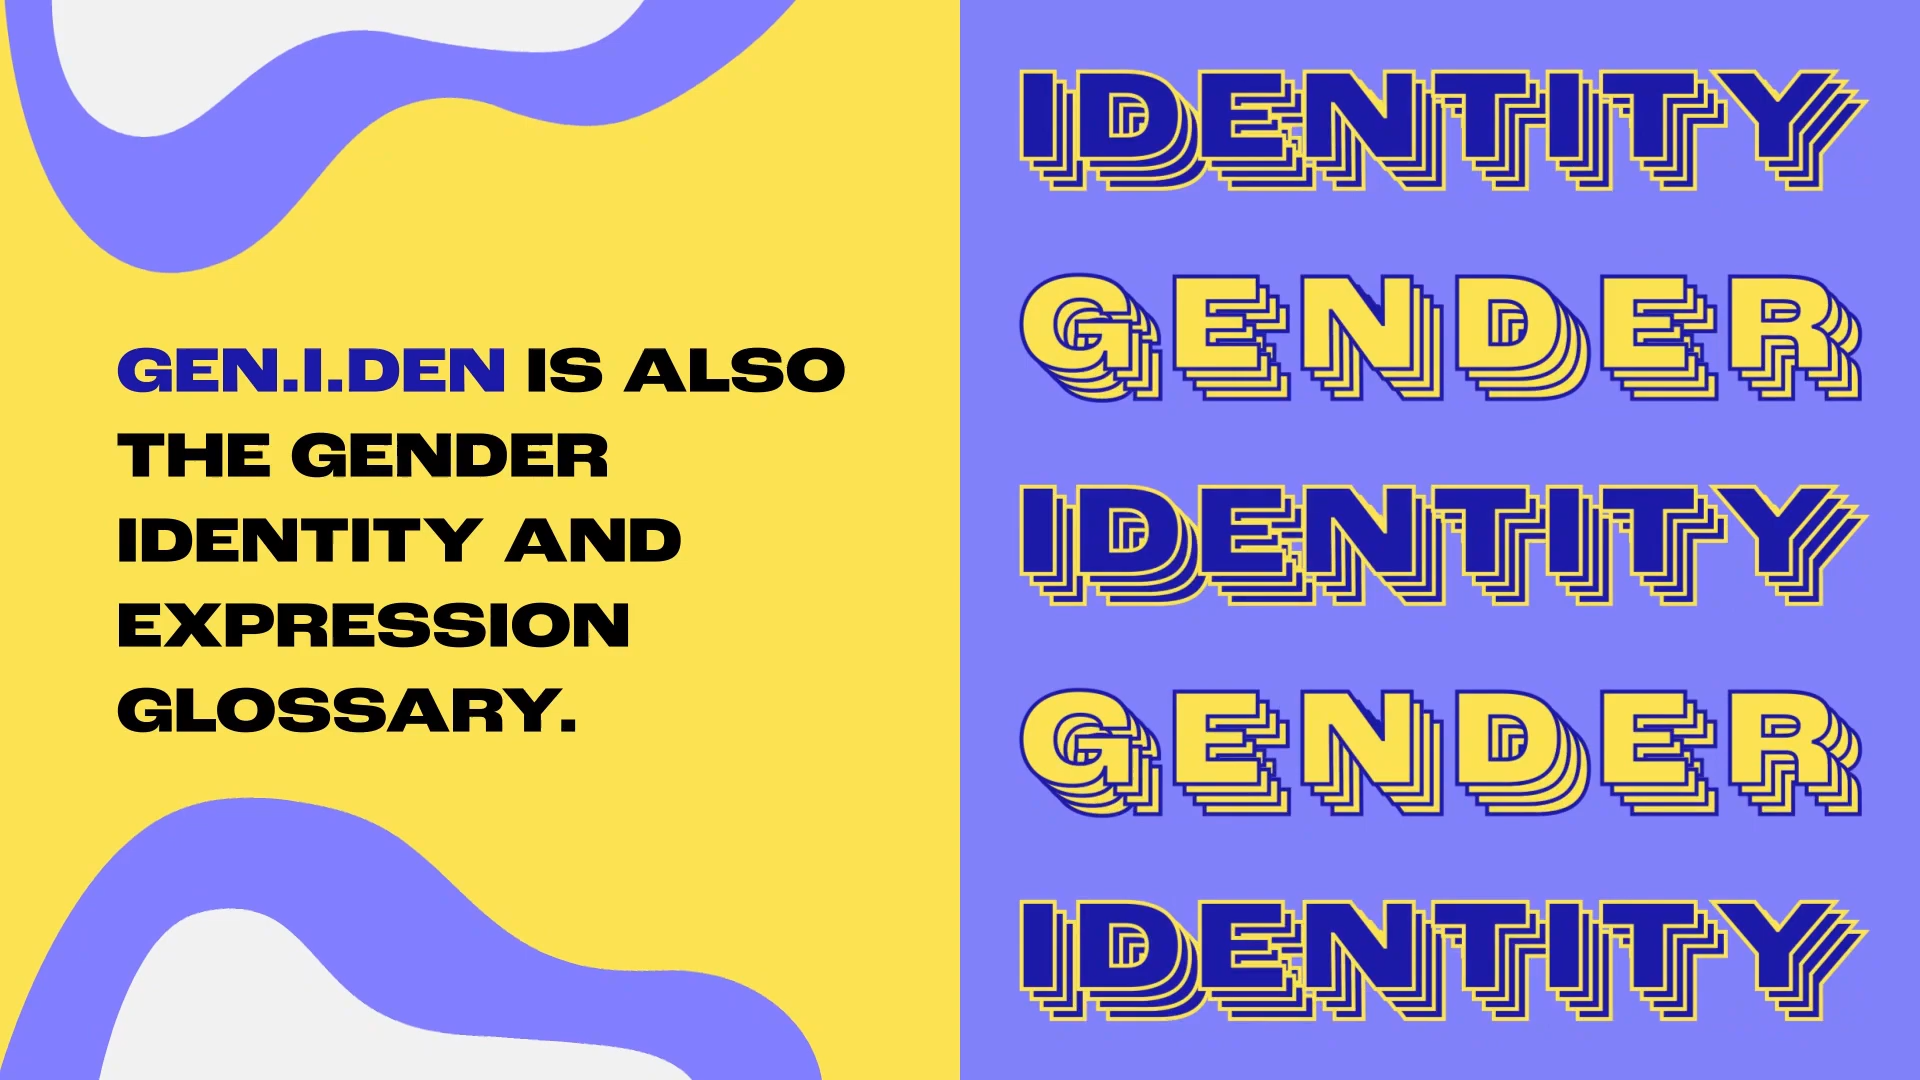 GEN.I.DEN IS ALSO
THE GENDER
IDENTITY AND
EXPRESSION
GLOSSARY.
IDENTITY
GENDER
IDENTITY
GENDER
IDENTITY